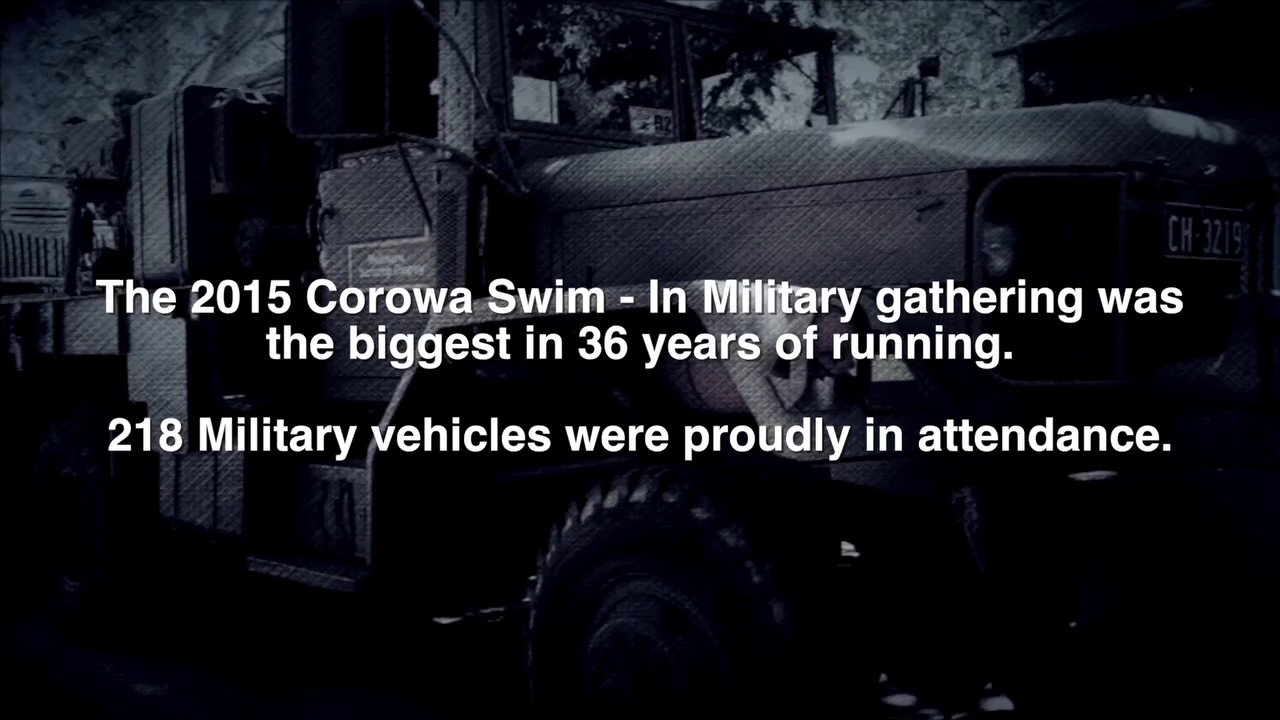 B2
CH·3219
The 2015 Corowa Swim - In Military gathering was
the biggest in 36 years of running.
218 Military vehicles were proudly in attendance.